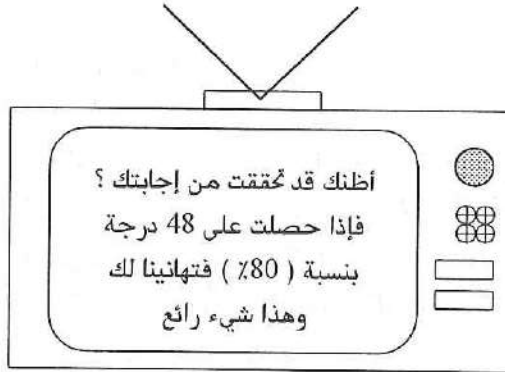 أظنك قد تحققت من إجابتك ؟
فإذا حصلت على 48 درجة
بنسبة ( 80٪ ) فتهانينا لك
وهذا شيء رائع